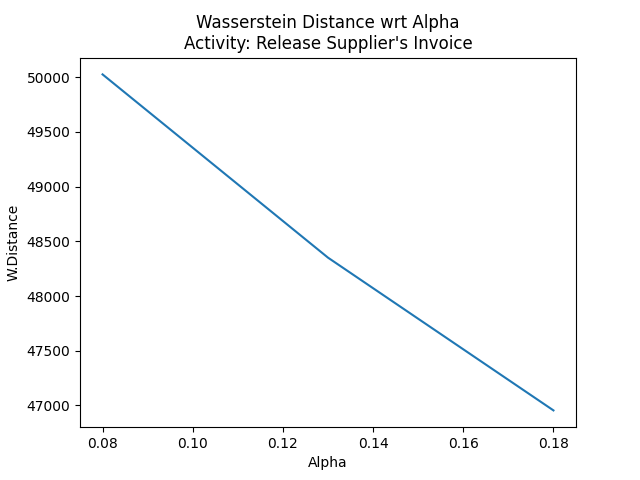 Wasserstein Distance wrt Alpha
Activity: Release Supplier's Invoice
50000
49500
49000
48500
48000
47500
47000
W.Distance
0.08 0.10 0.12 0.14 0.16 0.18
Alpha